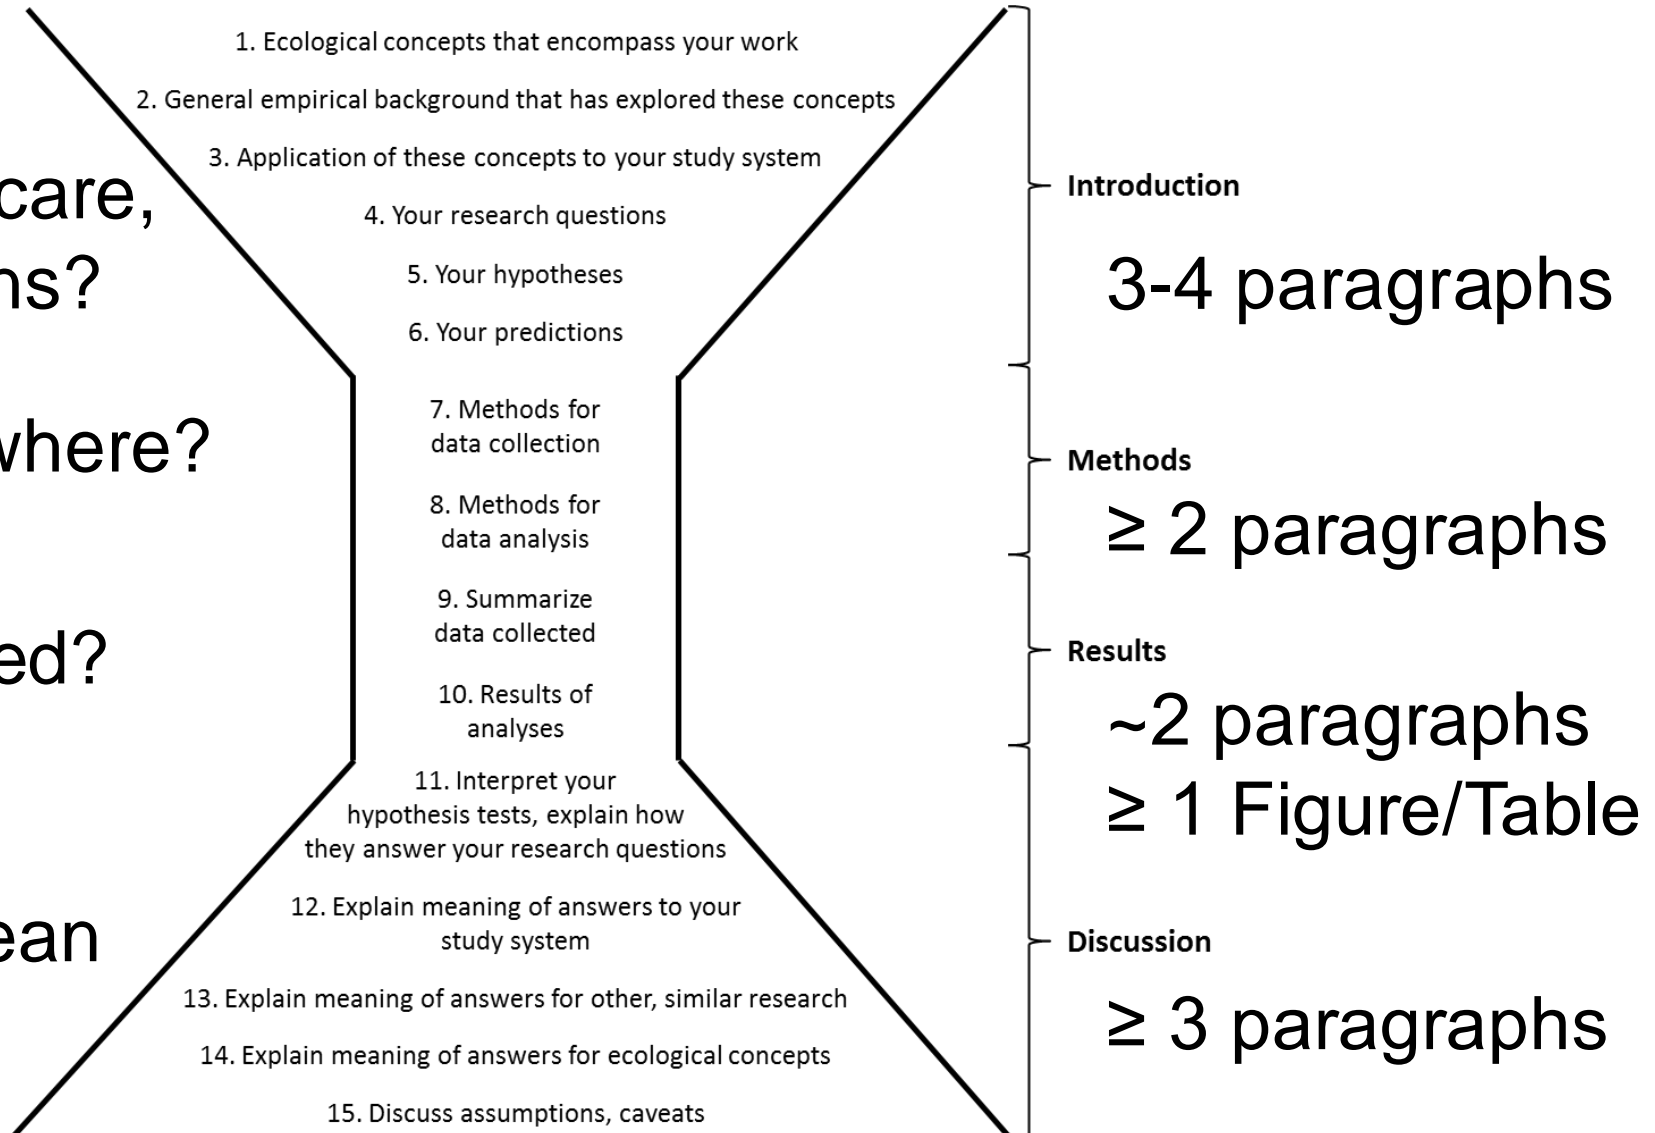 1. Ecological concepts that encompass your work
2. General empirical background that has explored these concepts
3. Application of these concepts to your study system
4. Your research questions
5. Your hypotheses
6. Your predictions
7. Methods for
data collection
8. Methods for
data analysis
9. Summarize
data collected
10. Results of
analyses
11. Interpret your
hypothesis tests, explain how
they answer your research questions
12. Explain meaning of answers to your
study system
13. Explain meaning of answers for other, similar research
14. Explain meaning of answers for ecological concepts
15. Discuss assumptions, caveats
care,
ns?
where?
ed?
ean
Introduction
3-4 paragraphs
Methods
≥ 2 paragraphs
Results
~2 paragraphs
≥ 1 Figure/Table
Discussion
≥ 3 paragraphs